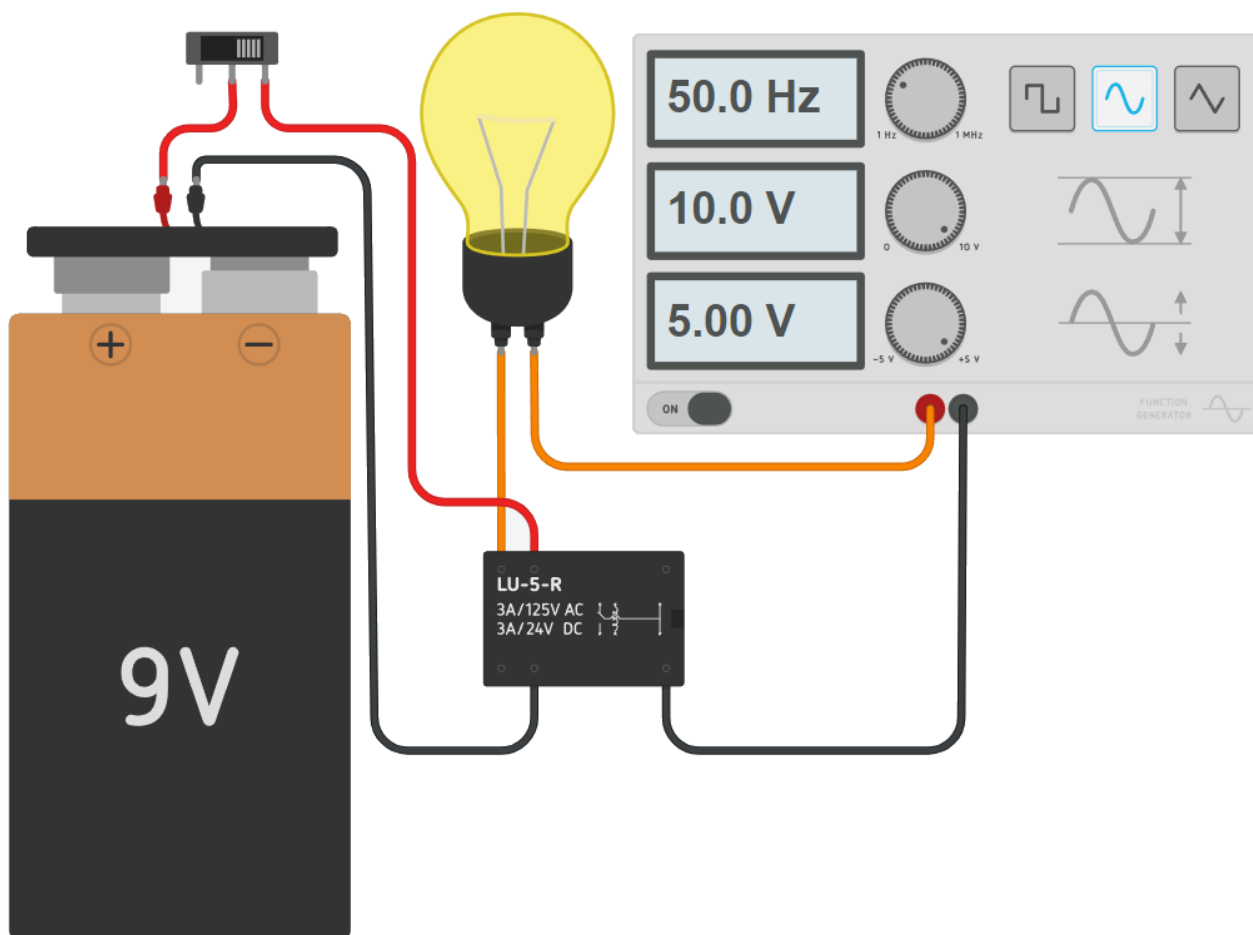 50.0 Hz
1 Hz
1 MHz
10.0 V
0
10 V
5.00 V
-5 V
+5 V
ON
FUNCTION
GENERATOR
+
−
9V
LU-5-R
3A/125V AC
3A/24V DC